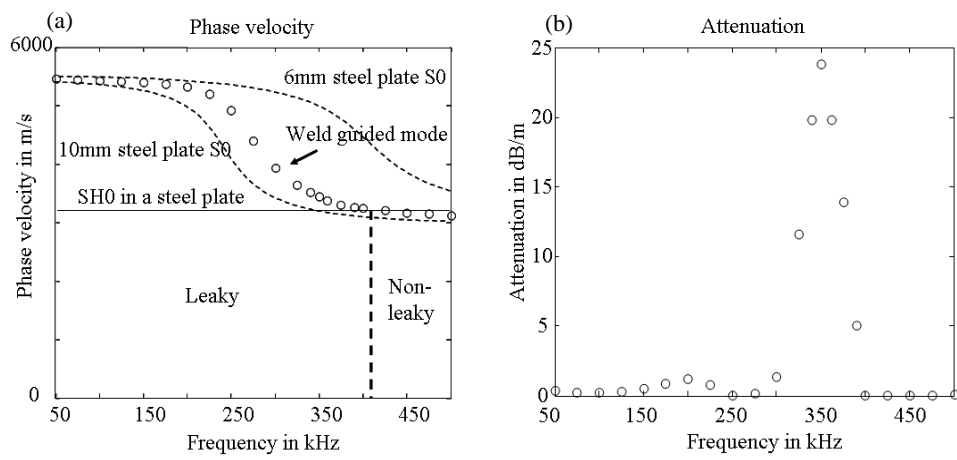 (a)
Phase velocity
6000
6mm steel plate S0
Weld guided mode
10mm steel plate S0
SH0 in a steel plate
Phase velocity in m/s
Leaky
Non-
leaky
0
50
150
250
350
450
Frequency in kHz
(b)
Attenuation
25
20
15
10
5
0
Attenuation in dB/m
50
150
250
350
450
Frequency in kHz